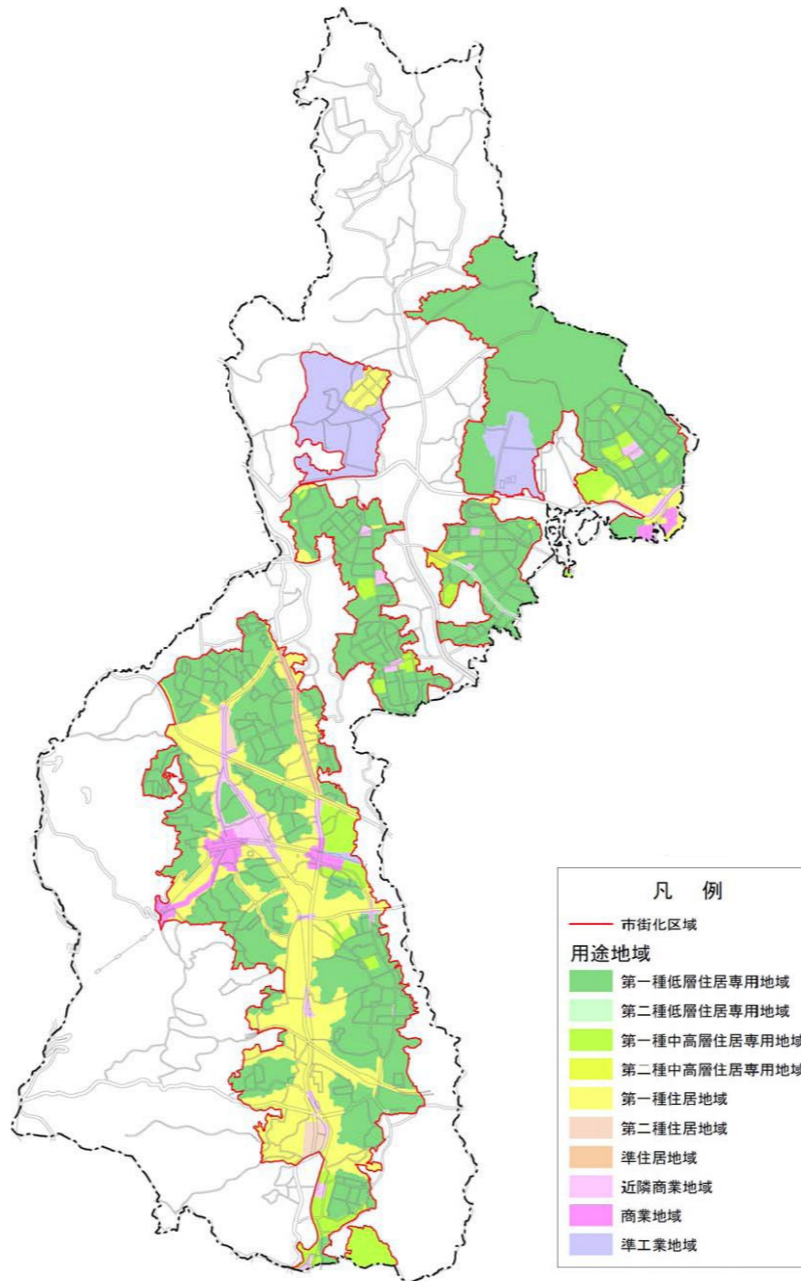 凡 例
市街化区域
用途地域
第一種低層住居専用地域
第二種低層住居専用地域
第一種中高層住居専用地域
第二種中高層住居専用地域
第一種住居地域
第二種住居地域
準住居地域
近隣商業地域
商業地域
準工業地域